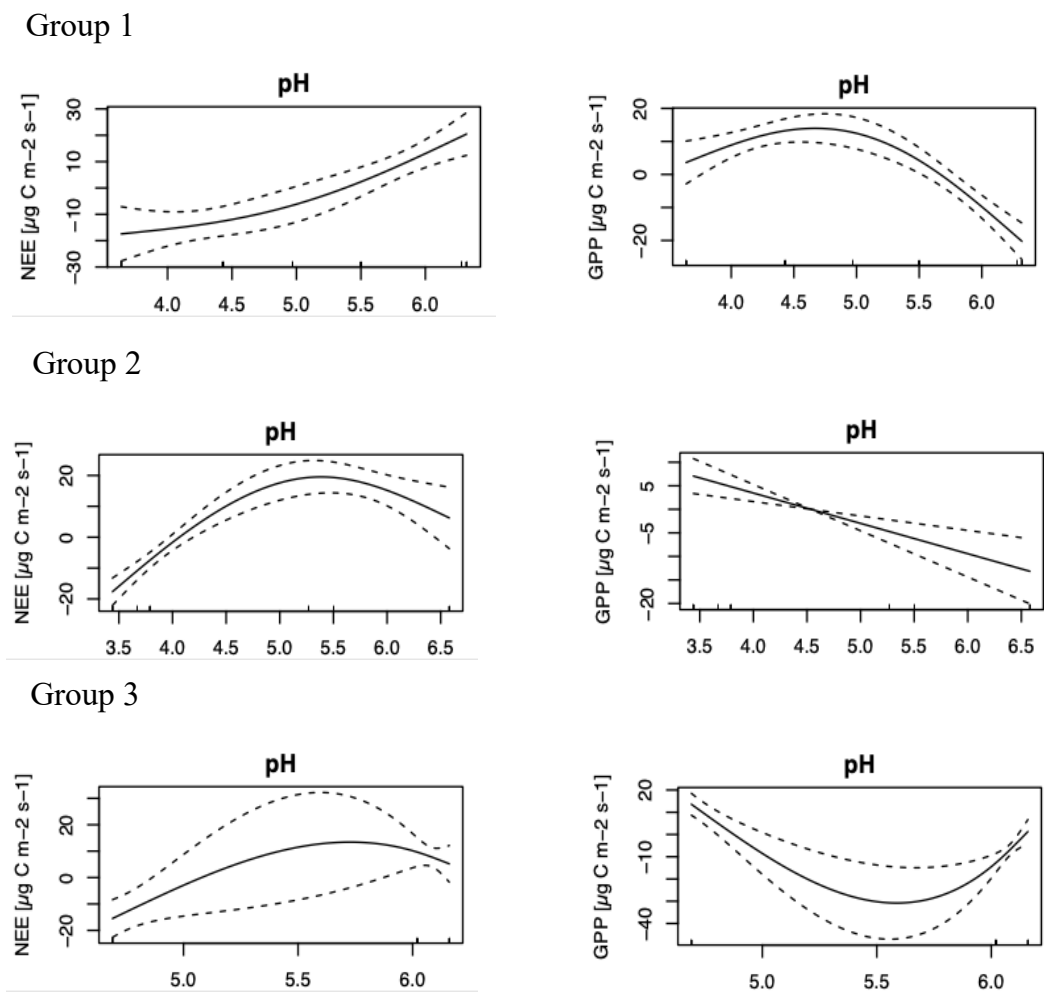 Group 1
pH
pH
NEE [µg C m−2 s−1]
30
10
−10
−30
4.0 4.5 5.0 5.5 6.0
GPP [µg C m−2 s−1]
20
0
−20
4.0 4.5 5.0 5.5 6.0
Group 2
pH
pH
NEE [µg C m−2 s−1]
20
0
−20
3.5 4.0 4.5 5.0 5.5 6.0 6.5
GPP [µg C m−2 s−1]
5
−5
−20
3.5 4.0 4.5 5.0 5.5 6.0 6.5
Group 3
pH
pH
NEE [µg C m−2 s−1]
20
0
−20
5.0 5.5 6.0
GPP [µg C m−2 s−1]
20
−10
−40
5.0 5.5 6.0